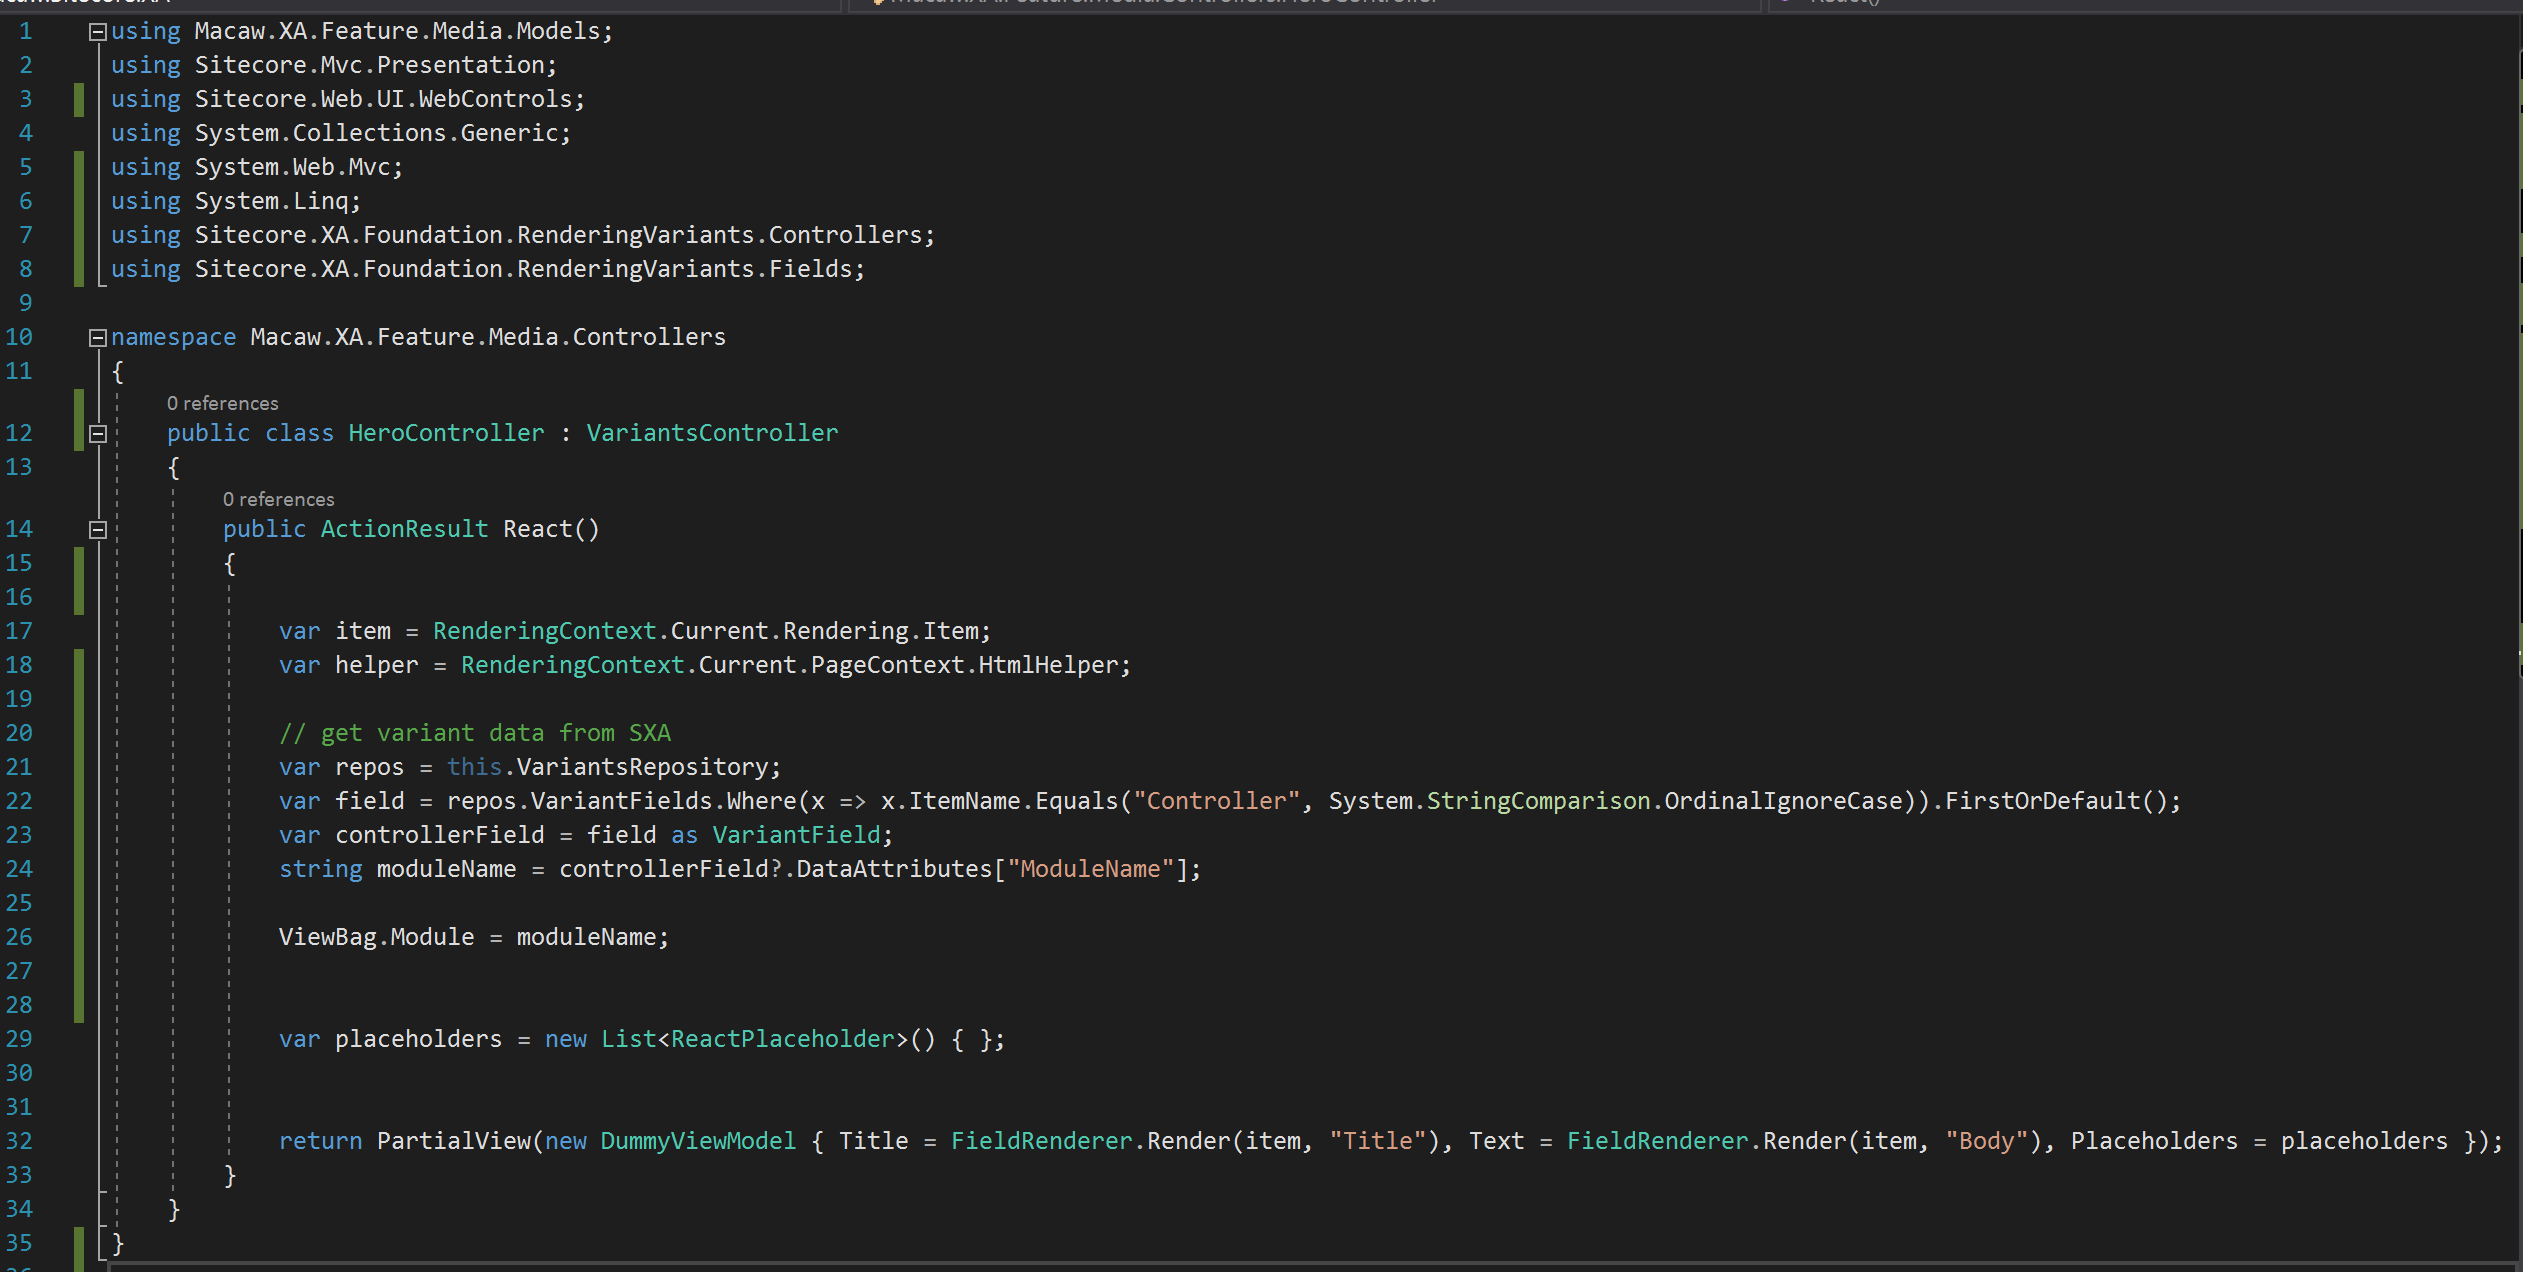 1 using Macaw.XA.Feature.Media.Models;
2 using Sitecore.Mvc.Presentation;
3 using Sitecore.Web.UI.WebControls;
4 using System.Collections.Generic;
5 using System.Web.Mvc;
6 using System.Linq;
7 using Sitecore.XA.Foundation.RenderingVariants.Controllers;
8 using Sitecore.XA.Foundation.RenderingVariants.Fields;
9
10 namespace Macaw.XA.Feature.Media.Controllers
11 {
0 references
12 public class HeroController : VariantsController
13 {
0 references
14 public ActionResult React()
15 {
16
17 var item = RenderingContext.Current.Rendering.Item;
18 var helper = RenderingContext.Current.PageContext.HtmlHelper;
19
20 // get variant data from SXA
21 var repos = this.VariantsRepository;
22 var field = repos.VariantFields.Where(x => x.ItemName.Equals("Controller", System.StringComparison.OrdinalIgnoreCase)).FirstOrDefault();
23 var controllerField = field as VariantField;
24 string moduleName = controllerField?.DataAttributes["ModuleName"];
25
26 ViewBag.Module = moduleName;
27
28
29 var placeholders = new List<ReactPlaceholder>() { };
30
31
32 return PartialView(new DummyViewModel { Title = FieldRenderer.Render(item, "Title"), Text = FieldRenderer.Render(item, "Body"), Placeholders = placeholders });
33 }
34 }
35 }